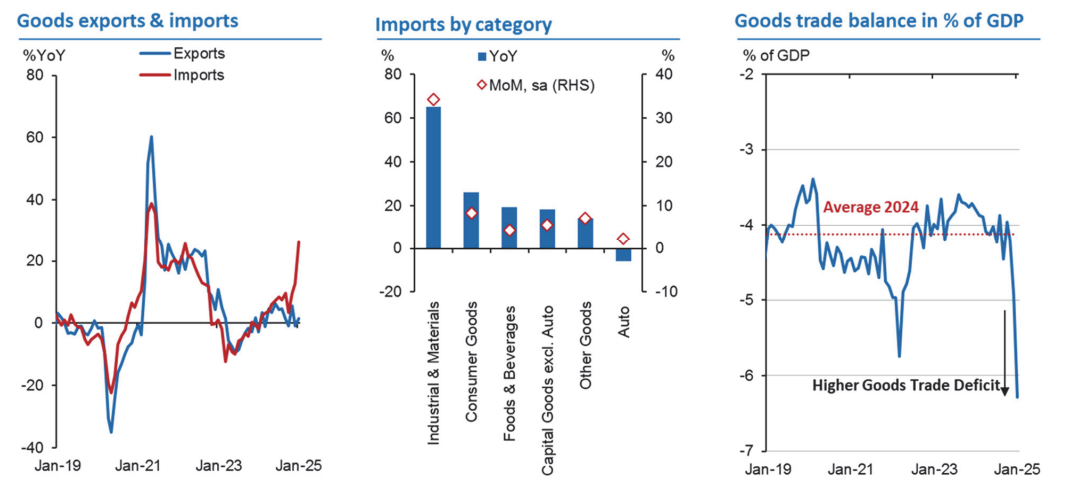 Goods exports & imports
%YoY
Exports
Imports
80
60
40
20
0
-20
-40
Jan-19
Jan-21
Jan-23
Jan-25
Imports by category
%
YoY
%
MoM, sa (RHS)
80
60
40
20
0
-20
40
30
20
10
0
-10
Industrial & Materials
Consumer Goods
Foods & Beverages
Capital Goods excl. Auto
Other Goods
Auto
Goods trade balance in % of GDP
% of GDP
-2
-3
-4
-5
-6
-7
Average 2024
Higher Goods Trade Deficit
Jan-19
Jan-21
Jan-23
Jan-25